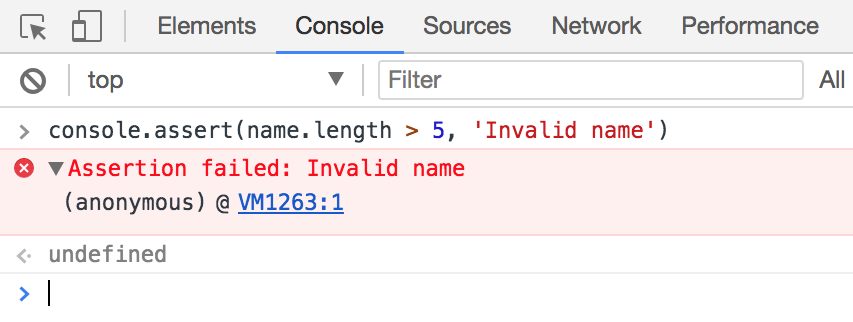 Elements Console Sources Network Performance
top ▼ Filter All
> console.assert(name.length > 5, 'Invalid name')
▼Assertion failed: Invalid name
(anonymous) @ VM1263:1
undefined
>